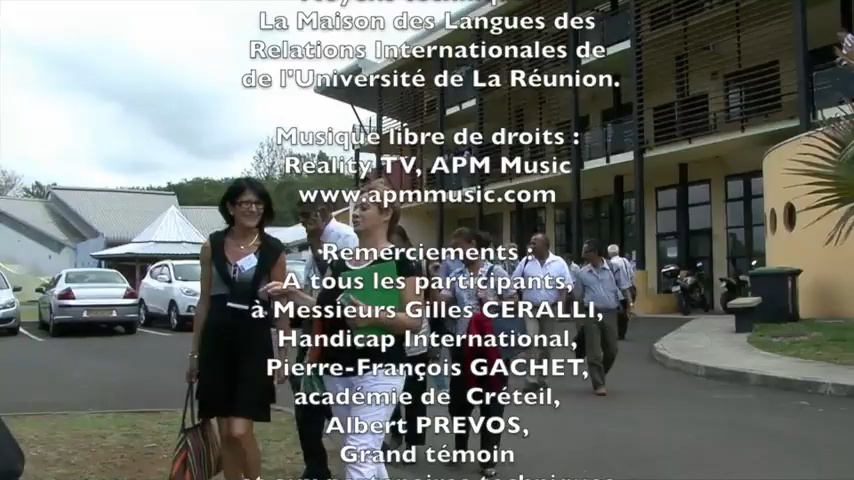 La Maison des Langues des
Relations Internationales de
de l'Université de La Réunion.
Musique libre de droits :
Reality TV, APM Music
www.apmmusic.com
Remerciements :
A tous les participants,
à Messieurs Gilles CERALLI,
Handicap International,
Pierre-François GACHET,
académie de Créteil,
Albert PREVOS,
Grand témoin